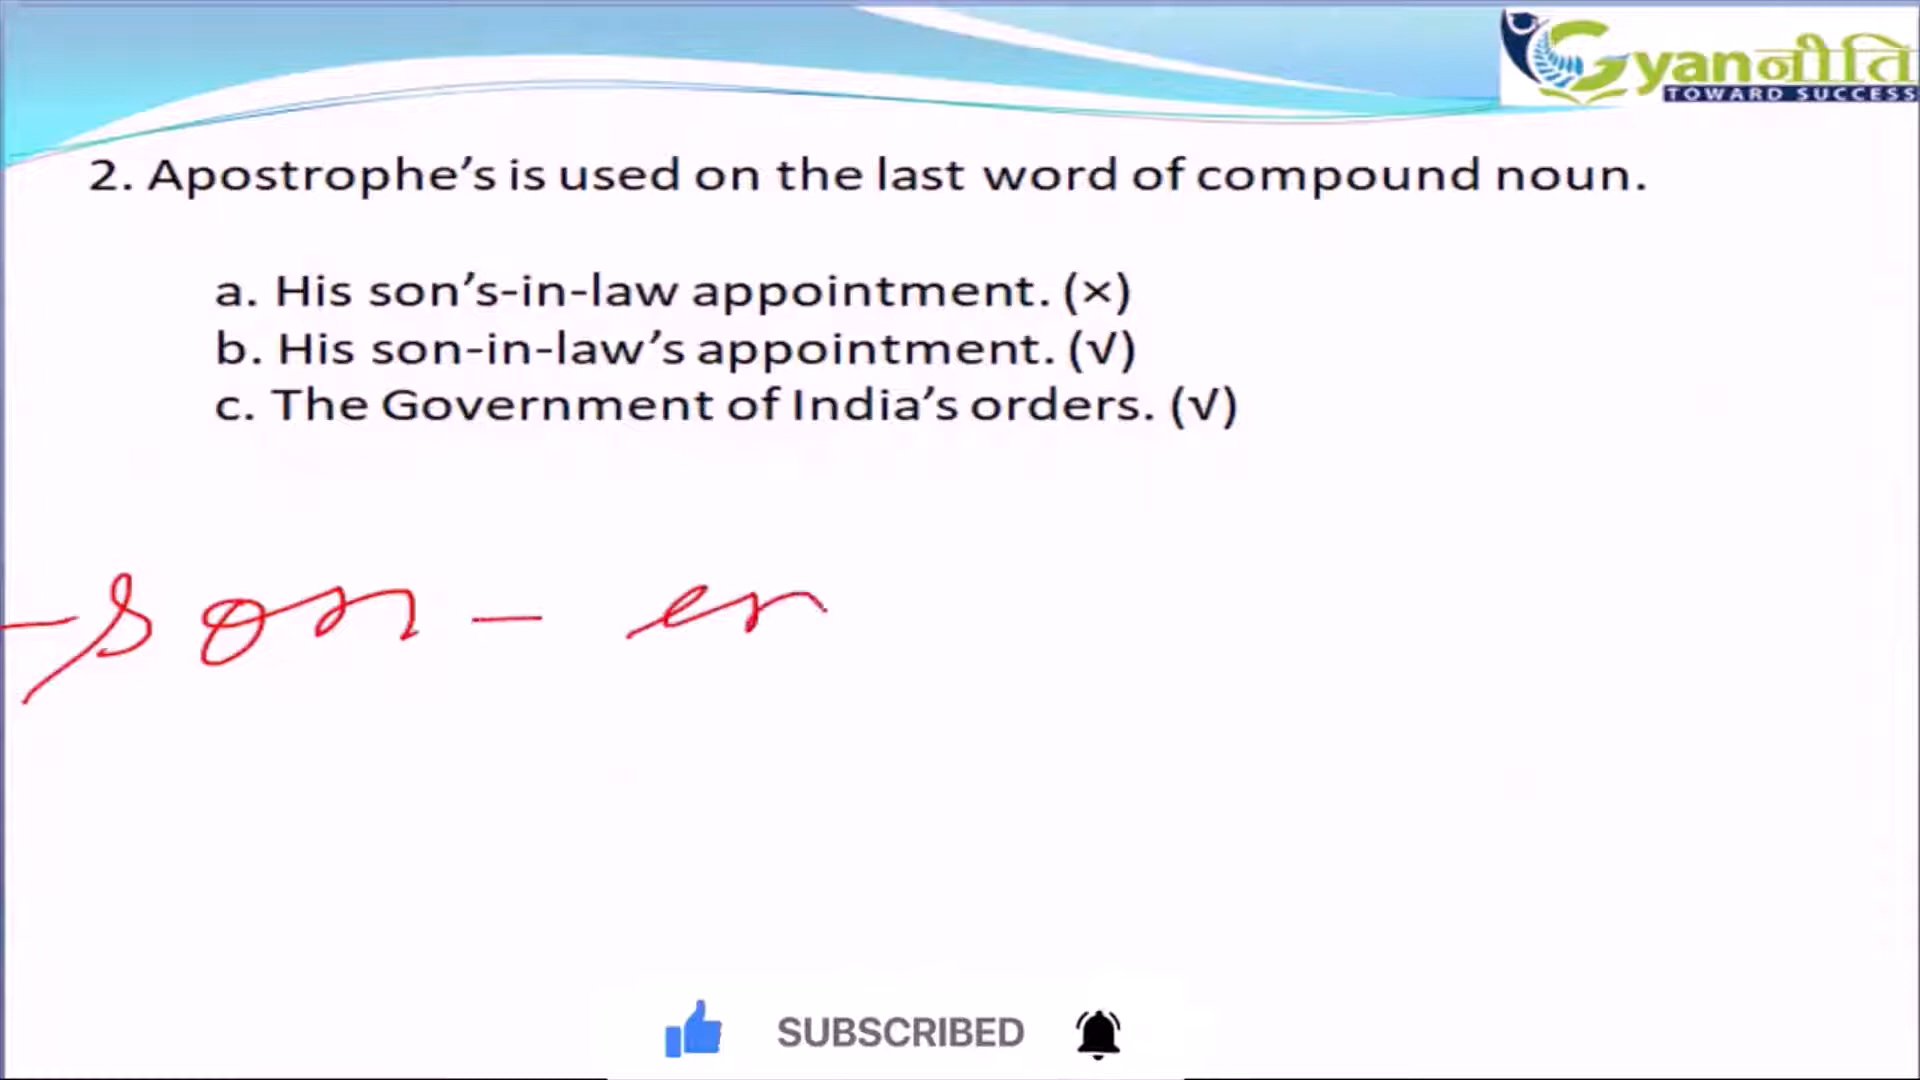 Gyanनीति
TOWARD SUCCESS
2. Apostrophe’s is used on the last word of compound noun.
a. His son’s-in-law appointment. (×)
b. His son-in-law’s appointment. (√)
c. The Government of India’s orders. (√)
-son - in
SUBSCRIBED